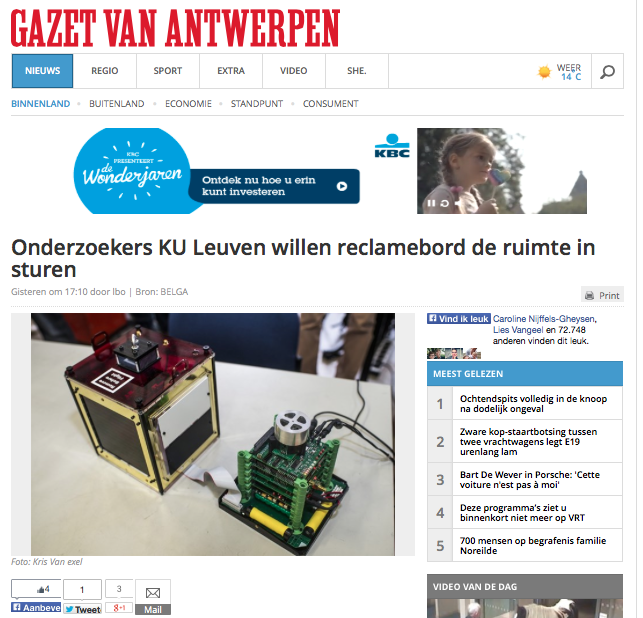 GAZET VAN ANTWERPEN
NIEUWS
REGIO
SPORT
EXTRA
VIDEO
SHE.
WEER
14°C
BINNENLAND • BUITENLAND • ECONOMIE • STANDPUNT • CONSUMENT
KBC
PRESENTEERT
de
Wonderjaren
Ontdek nu hoe u erin
kunt investeren
KBC
Onderzoekers KU Leuven willen reclamebord de ruimte in
sturen
Gisteren om 17:10 door lbo | Bron: BELGA
Print
Vind ik leuk
Caroline Nijffels-Gheysen,
Lies Vangeel en 72.748
anderen vinden dit leuk.
MEEST GELEZEN
1 Ochtendspits volledig in de knoop
na dodelijk ongeval
2 Zware kop-staartbotsing tussen
twee vrachtwagens legt E19
urenlang lam
3 Bart De Wever in Porsche: 'Cette
voiture n'est pas à moi'
4 Deze programma's ziet u
binnenkort niet meer op VRT
5 700 mensen op begrafenis familie
Noreilde
VIDEO VAN DE DAG
Foto: Kris Van exel
4
1
3
Aanbeve
Tweet
+1
Mail